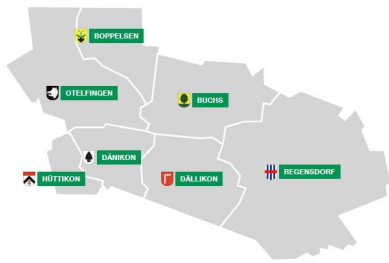 BOPPELSEN
OTELFINGEN
BUCHS
DÄNIKON
HÜTTIKON
DÄLLIKON
REGENSDORF